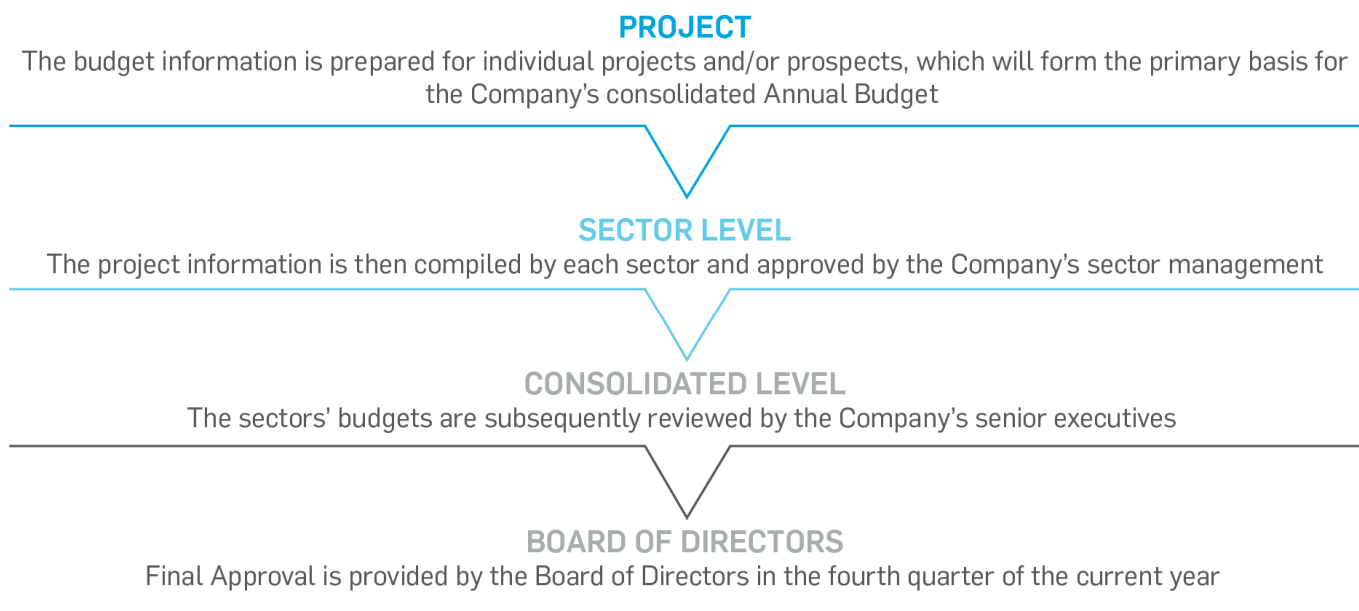 PROJECT
The budget information is prepared for individual projects and/or prospects, which will form the primary basis for
the Company's consolidated Annual Budget
SECTOR LEVEL
The project information is then compiled by each sector and approved by the Company's sector management
CONSOLIDATED LEVEL
The sectors' budgets are subsequently reviewed by the Company's senior executives
BOARD OF DIRECTORS
Final Approval is provided by the Board of Directors in the fourth quarter of the current year